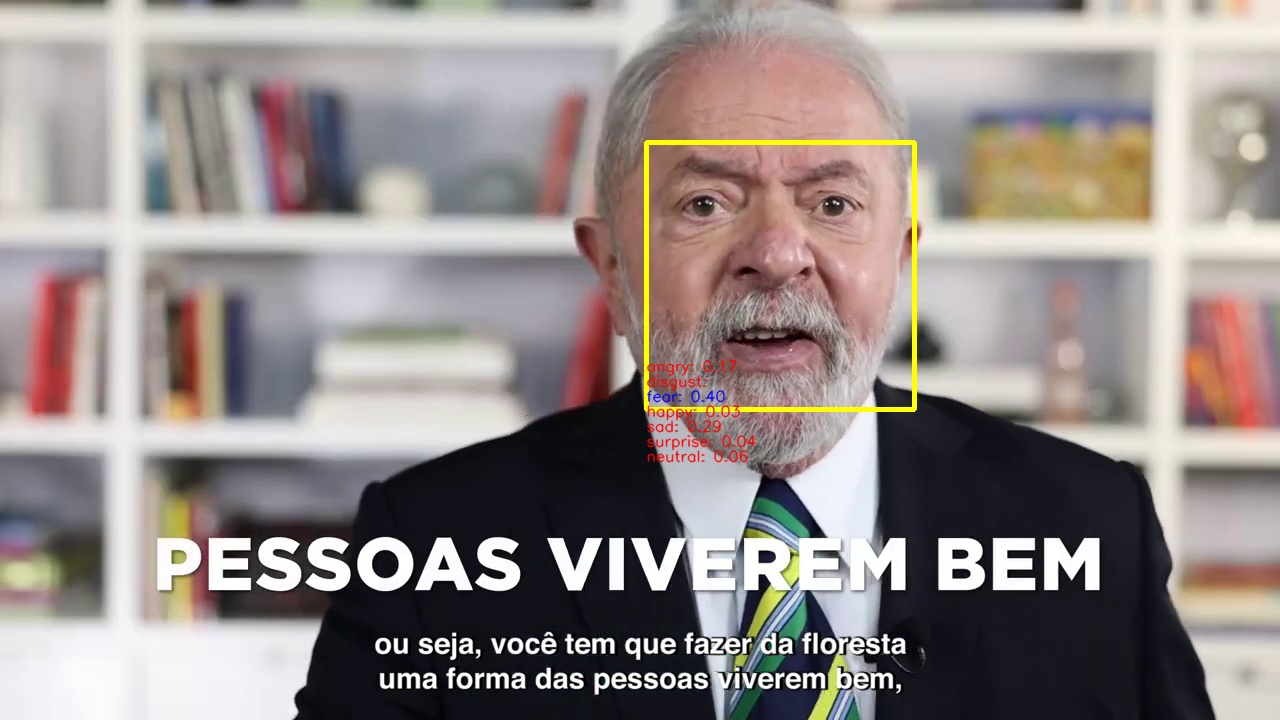 angry: 0.17
disgust:
fear: 0.40
happy: 0.03
sad: 0.29
surprise: 0.04
neutral: 0.06
PESSOAS VIVEREM BEM
ou seja, você tem que fazer da floresta
uma forma das pessoas viverem bem,